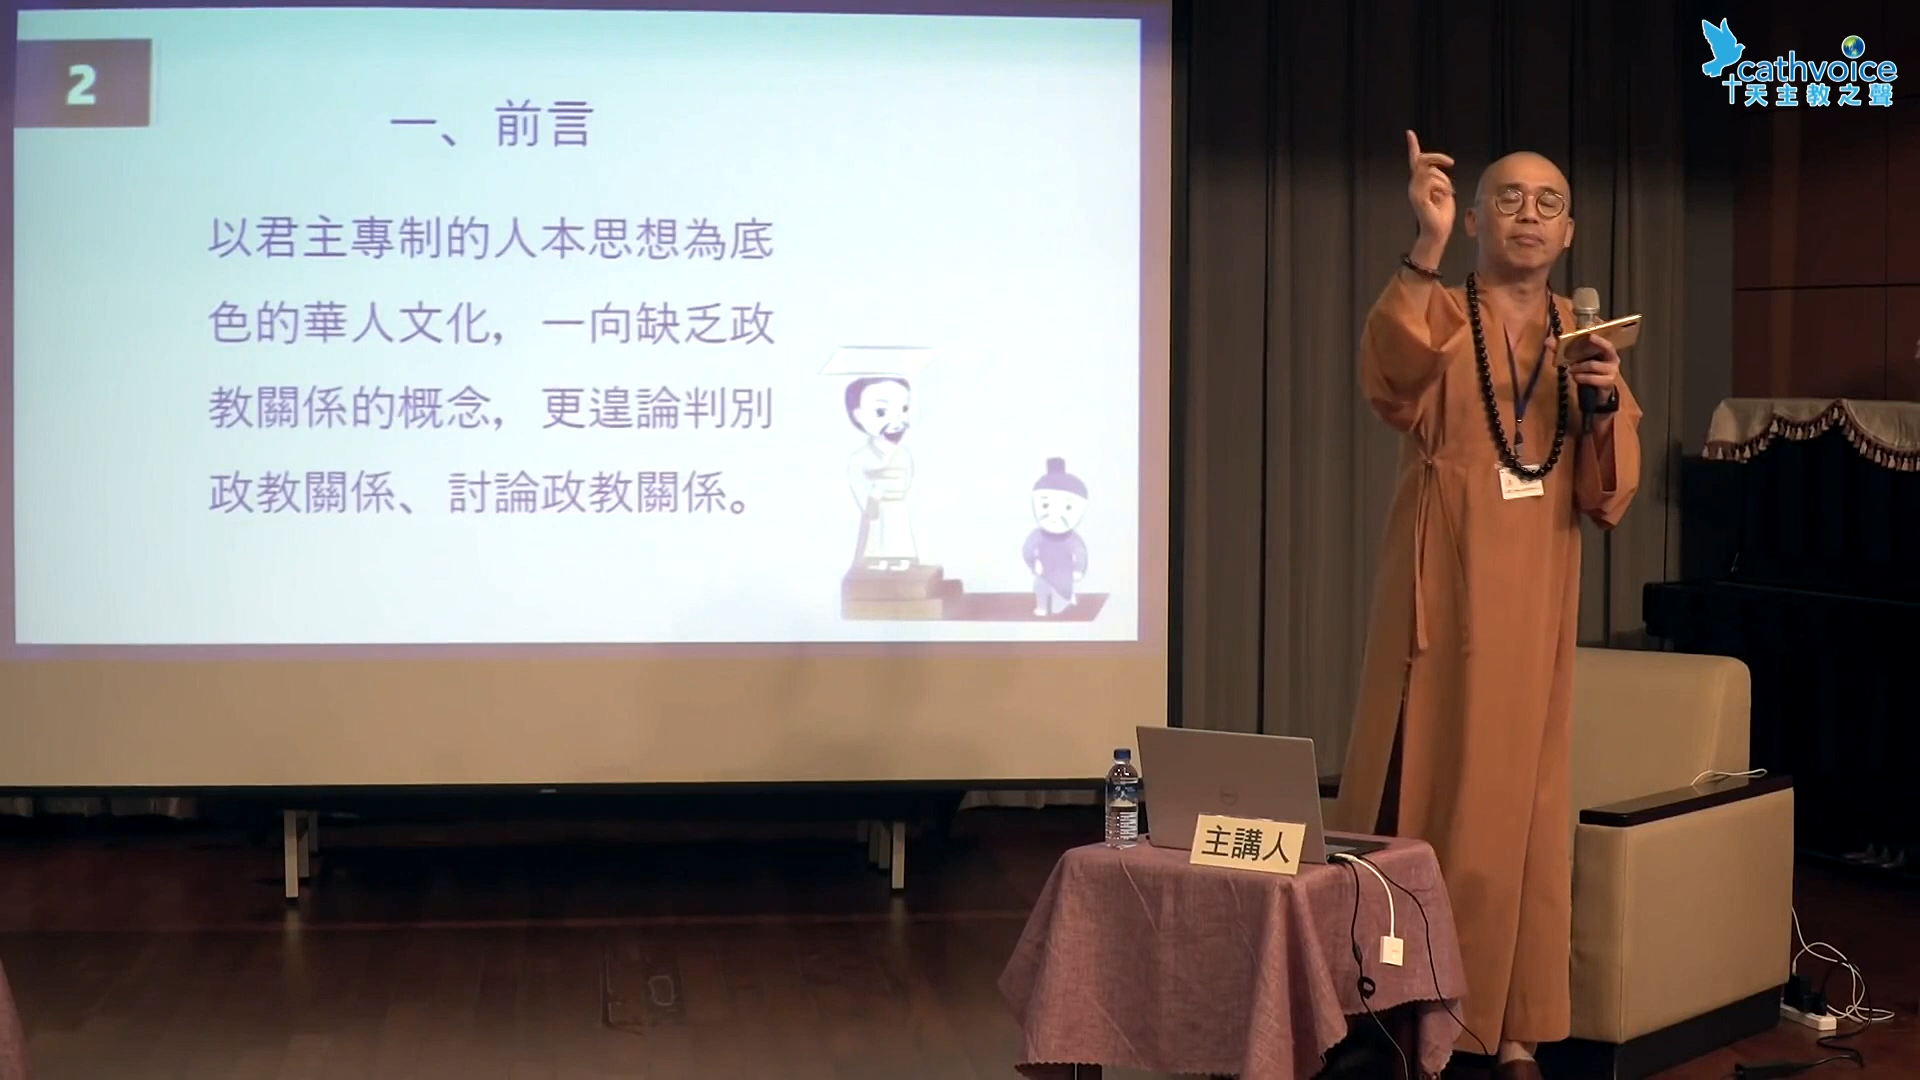 2
一、前言
以君主專制的人本思想為底
色的華人文化，一向缺乏政
教關係的概念，更遑論判別
政教關係、討論政教關係。
cathvoice
天主教之聲
主講人